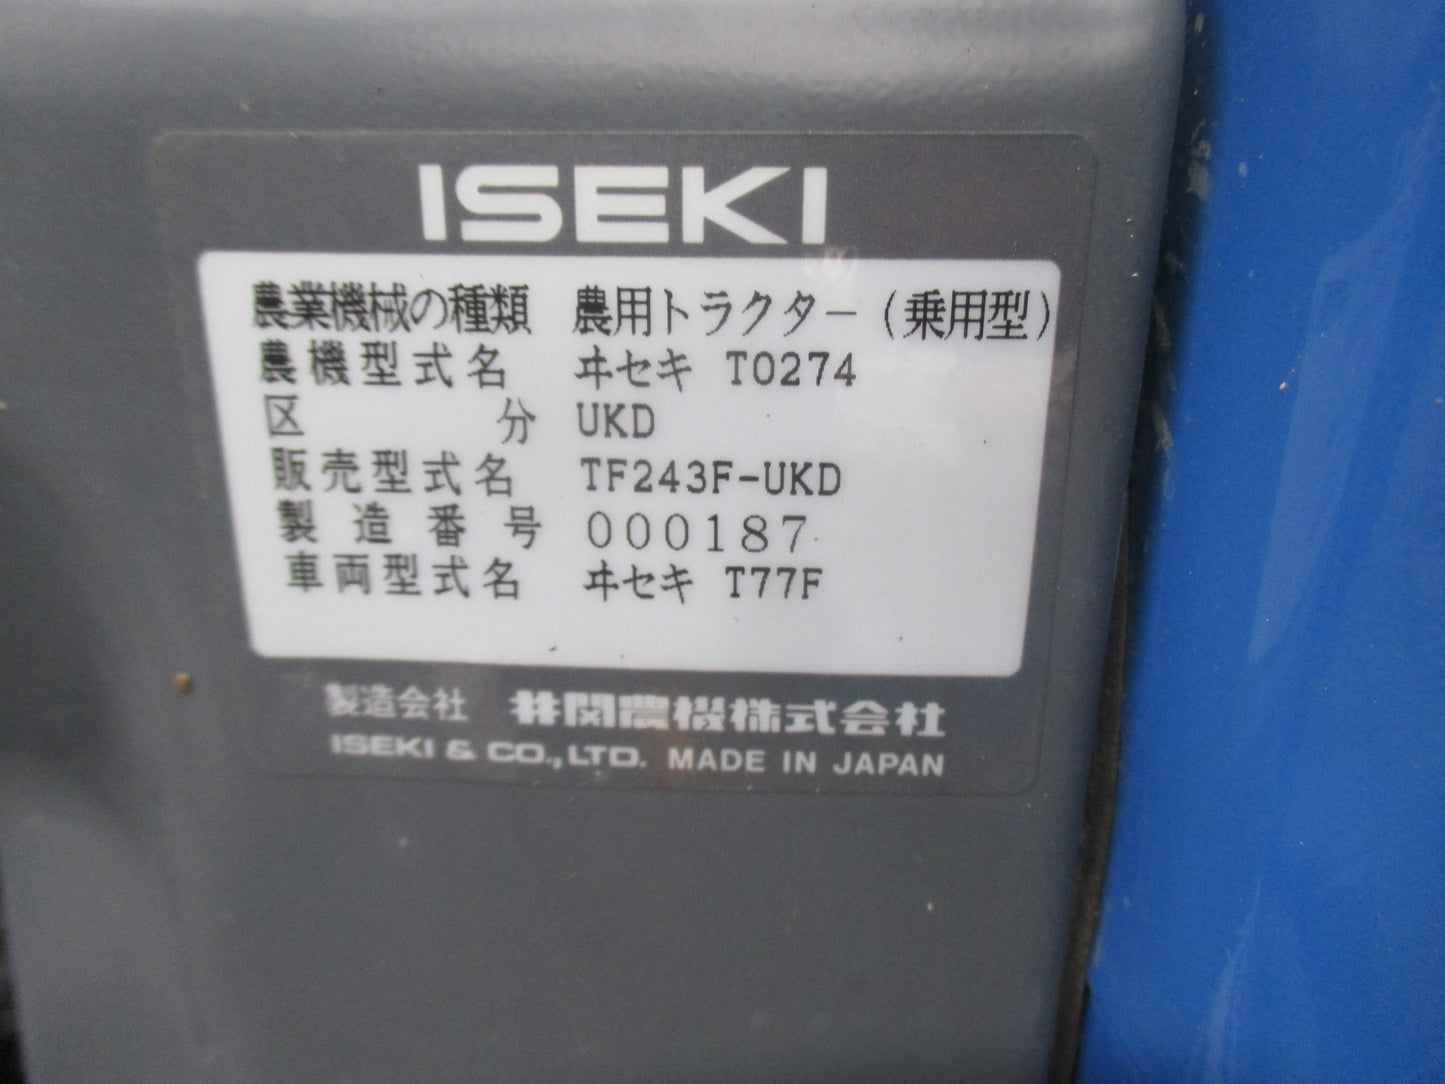 ISEKI
農業機械の種類 農用トラクター(乗用型)
農機型式名 ヰセキ T0274
区分 UKD
販売型式名 TF243F-UKD
製造番号 000187
車両型式名 ヰセキ T77F
製造会社 井関農機株式会社
ISEKI & CO.,LTD. MADE IN JAPAN